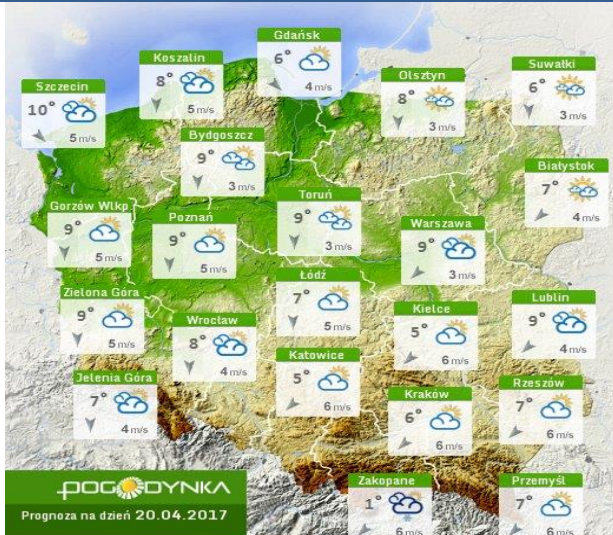 Gdańsk
6°
4 m/s
Koszalin
8°
5 m/s
Szczecin
10°
5 m/s
Olsztyn
8°
3 m/s
Suwałki
6°
3 m/s
Bydgoszcz
9°
3 m/s
Białystok
7°
4 m/s
Gorzów Wlkp
9°
5 m/s
Poznań
9°
5 m/s
Toruń
9°
3 m/s
Warszawa
9°
3 m/s
Zielona Góra
9°
5 m/s
Wrocław
8°
4 m/s
Łódź
7°
5 m/s
Kielce
5°
6 m/s
Lublin
9°
4 m/s
Jelenia Góra
7°
4 m/s
Katowice
5°
6 m/s
Kraków
6°
6 m/s
Rzeszów
7°
6 m/s
Zakopane
1°
6 m/s
Przemyśl
7°
6 m/s
POGODYNKA
Prognoza na dzień 20.04.2017